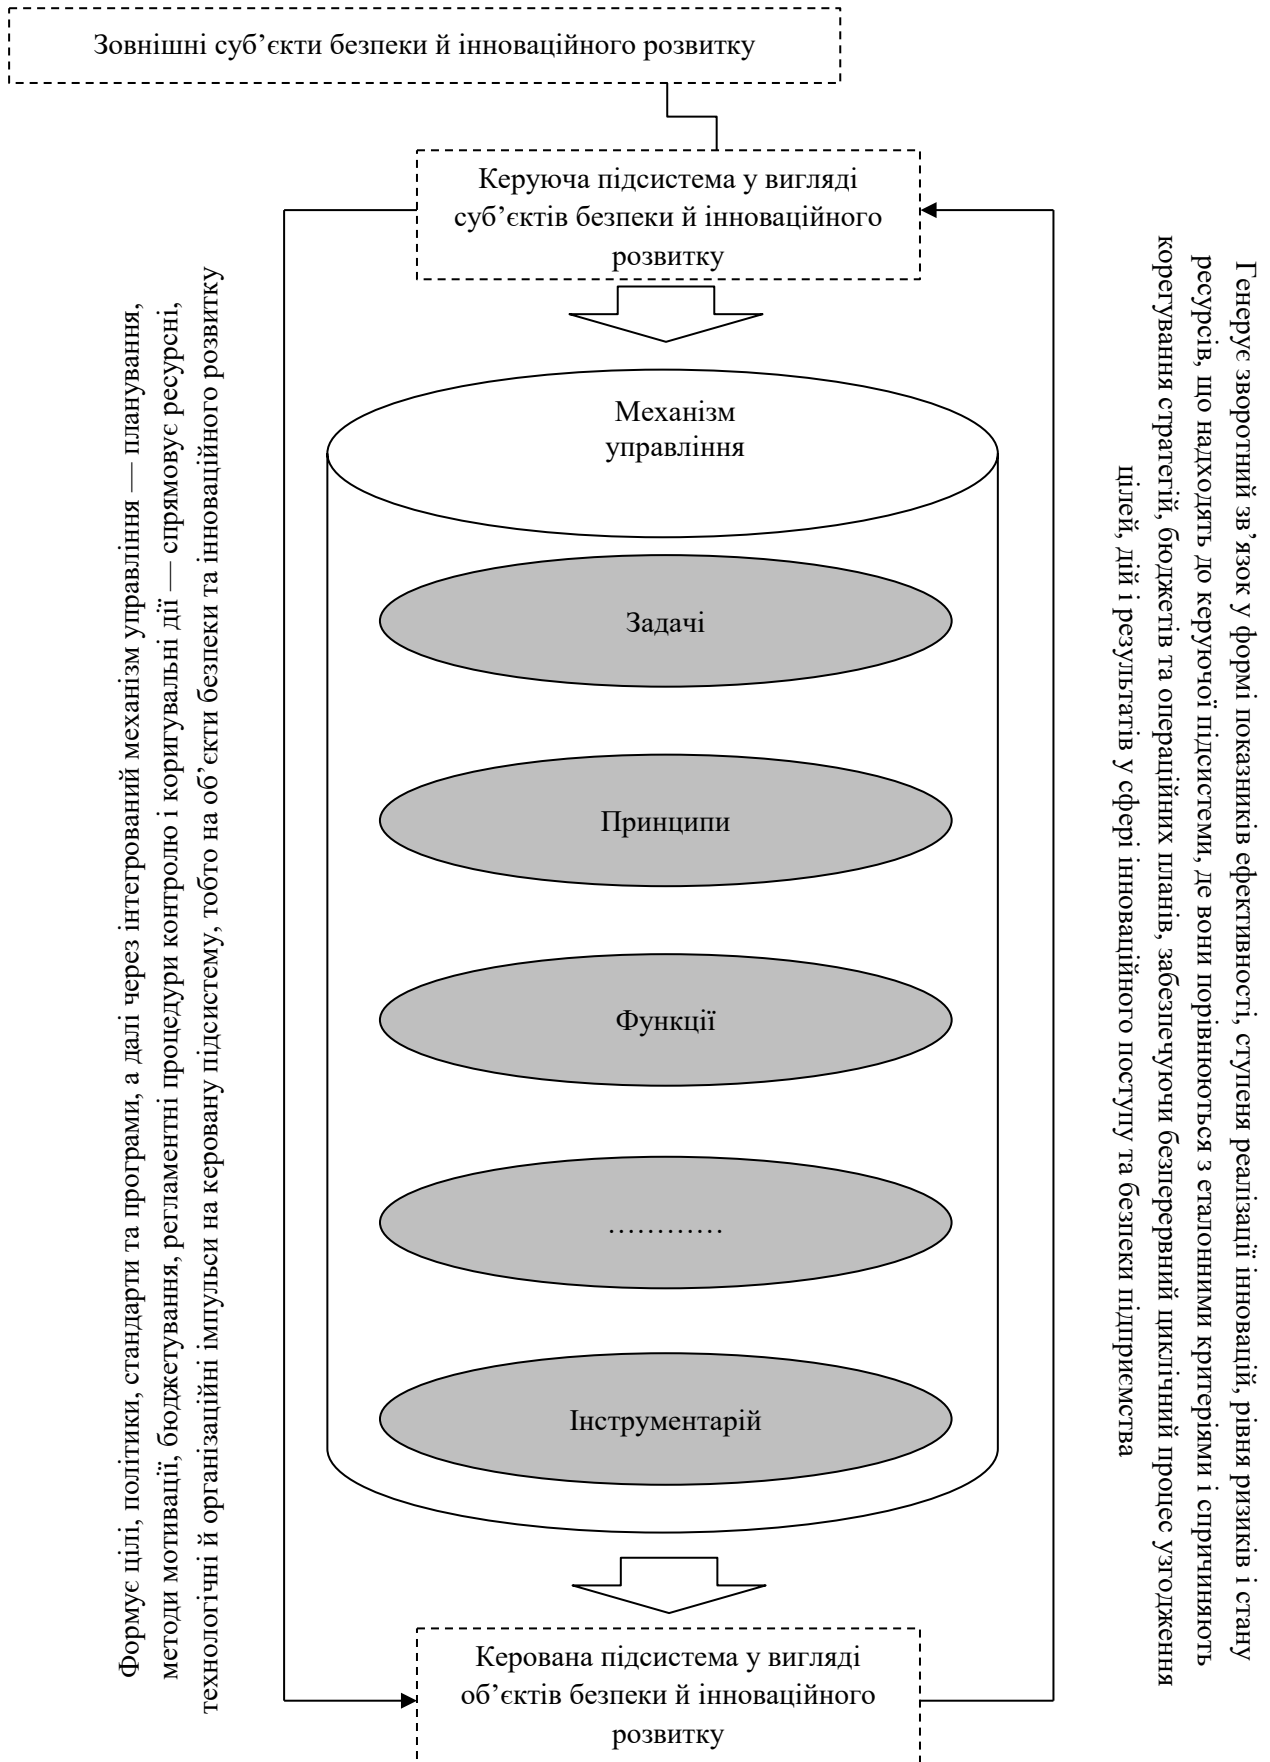 Зовнішні суб’єкти безпеки й інноваційного розвитку
Керуюча підсистема у вигляді
суб’єктів безпеки й інноваційного
розвитку
Механізм
управління
Задачі
Принципи
Функції
…………
Інструментарій
Керована підсистема у вигляді
об’єктів безпеки й інноваційного
розвитку
Формує цілі, політики, стандарти та програми, а далі через інтегрований механізм управління — планування,
методи мотивації, бюджетування, регламентні процедури контролю і коригувальні дії — спрямовує ресурсні,
технологічні й організаційні імпульси на керовану підсистему, тобто на об’єкти безпеки та інноваційного розвитку
Генерує зворотний зв’язок у формі показників ефективності, ступеня реалізації інновацій, рівня ризиків і стану
ресурсів, що надходять до керуючої підсистеми, де вони порівнюються з еталонними критеріями і спричиняють
корегування стратегій, бюджетів та операційних планів, забезпечуючи безперервний циклічний процес узгодження
цілей, дій і результатів у сфері інноваційного поступу та безпеки підприємства